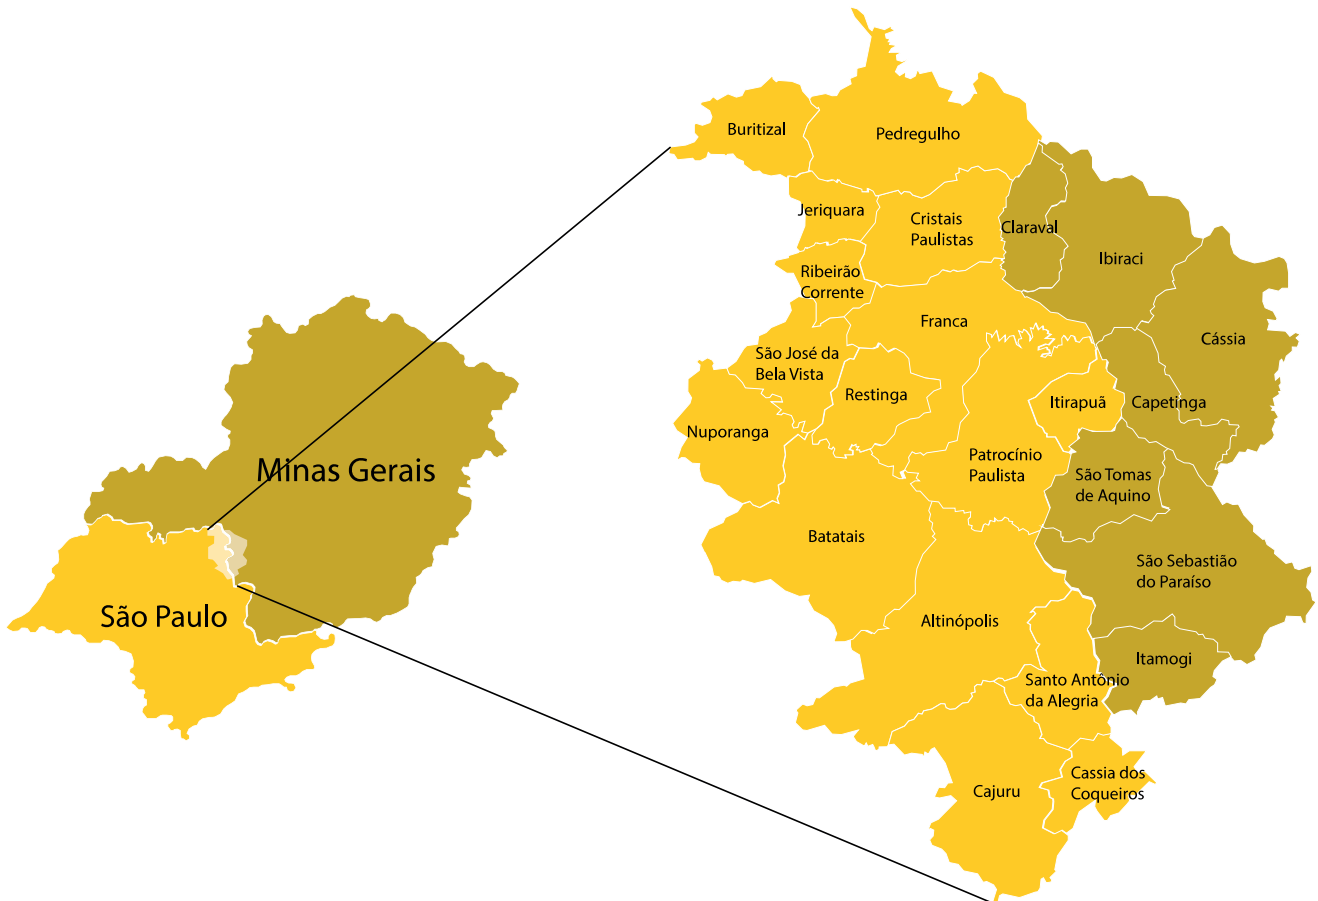 Minas Gerais
São Paulo
Buritizal
Pedregulho
Jeriquara
Cristais
Paulistas
Claraval
Ibiraci
Ribeirão
Corrente
Franca
Cássia
São José da
Bela Vista
Restinga
Itirapuã
Capetinga
Nuporanga
Patrocínio
Paulista
São Tomas
de Aquino
Batatais
São Sebastião
do Paraíso
Altinópolis
Itamogi
Santo Antônio
da Alegria
Cajuru
Cassia dos
Coqueiros